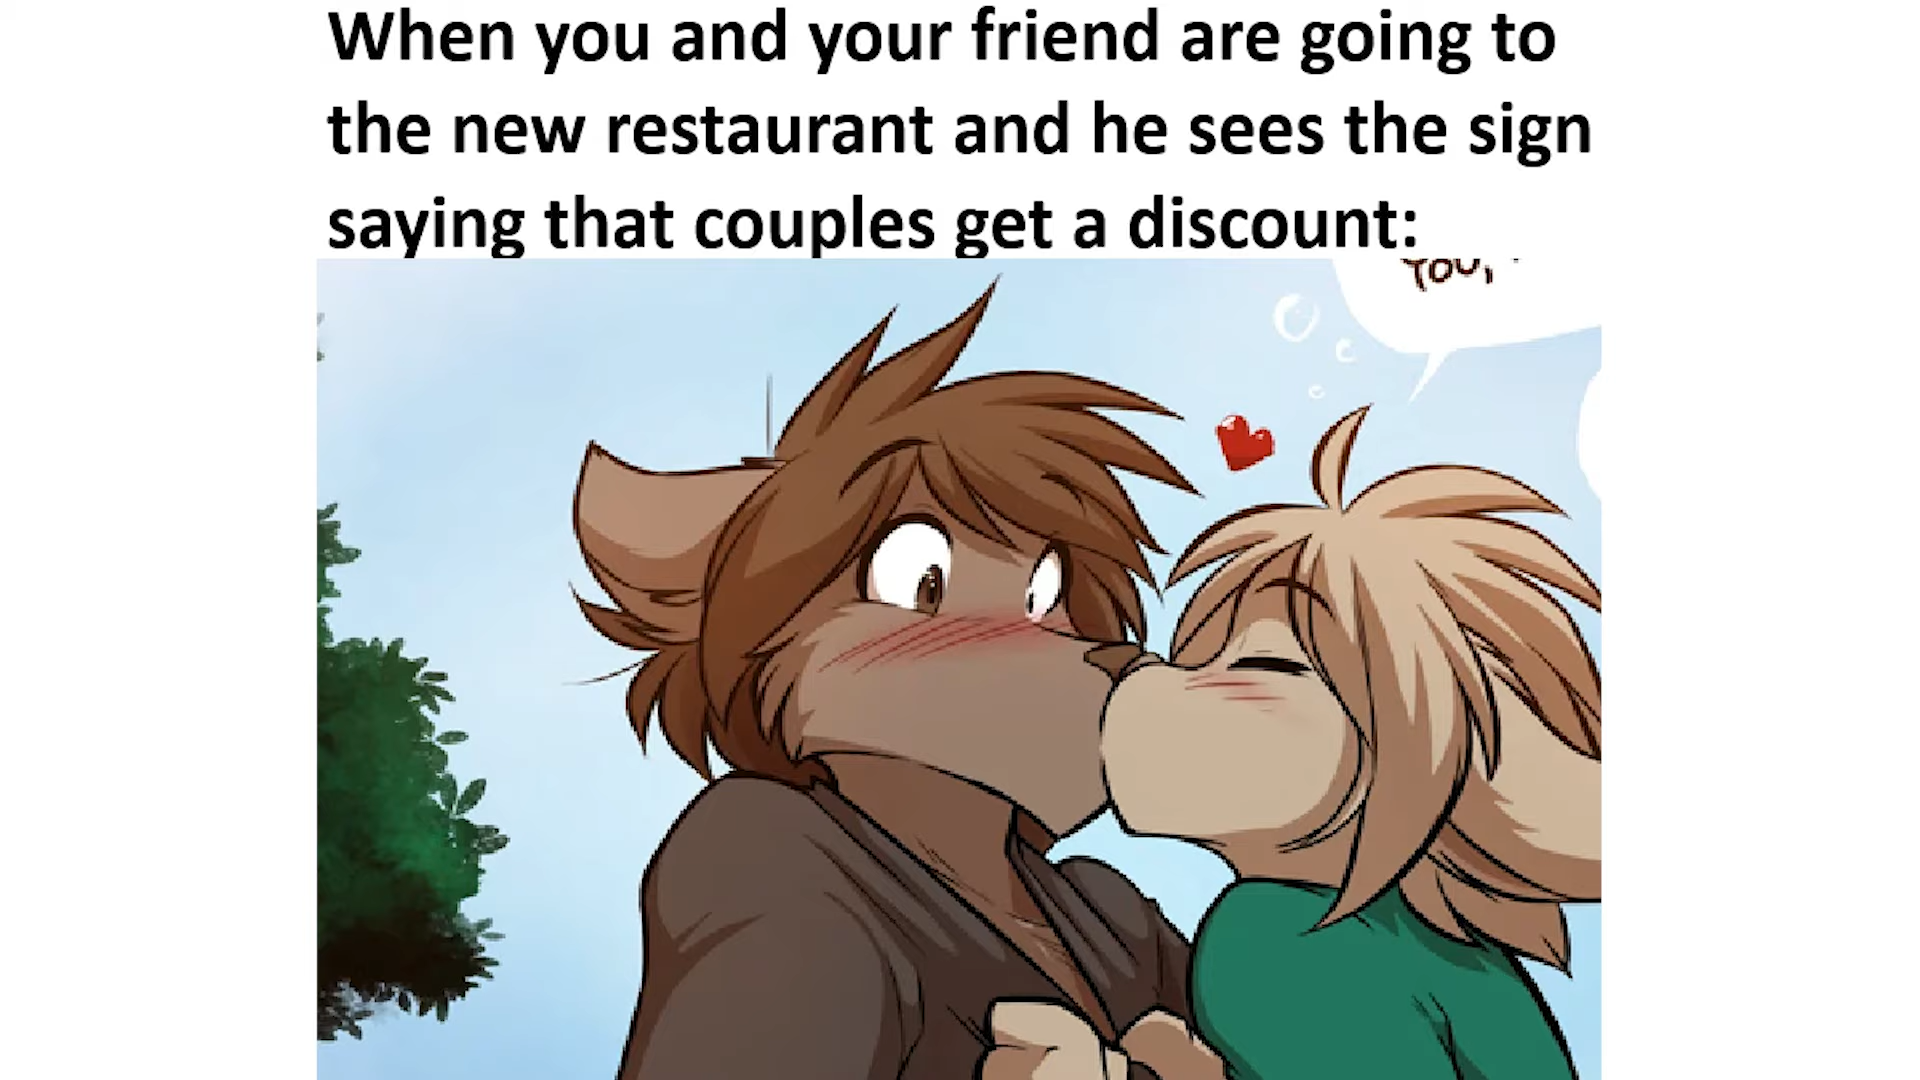 When you and your friend are going to
the new restaurant and he sees the sign
saying that couples get a discount:
You,